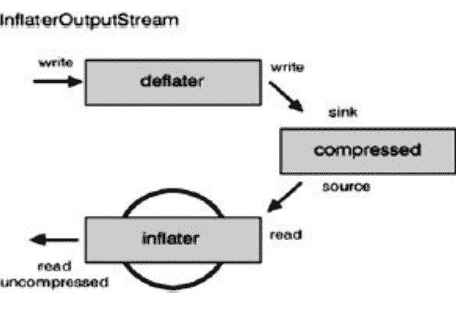 InflaterOutputStream
write
deflater
write
sink
compressed
source
inflater
read
read
uncompressed